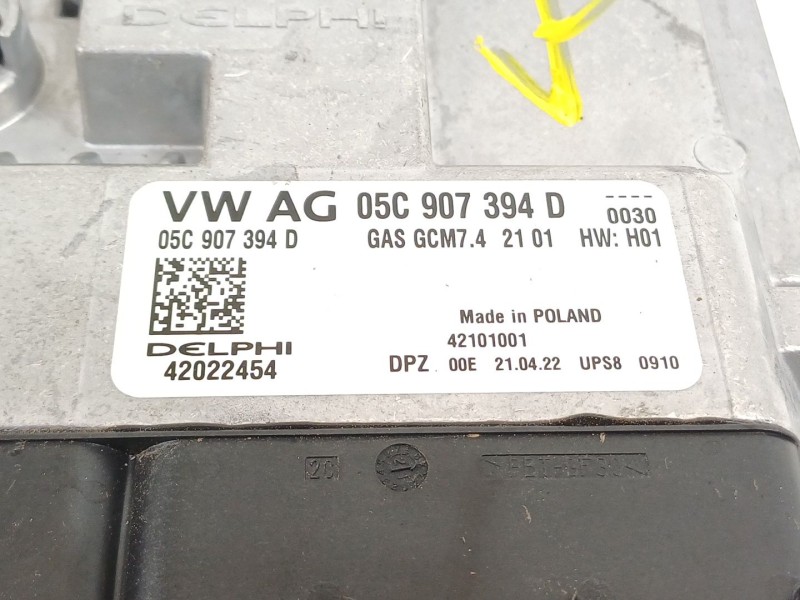 DELPHI
VW AG 05C 907 394 D
----
0030
05C 907 394 D GAS GCM7.4 21 01 HW: H01
Made in POLAND
42101001
DELPHI
42022454
DPZ 00E 21.04.22 UPS8 0910